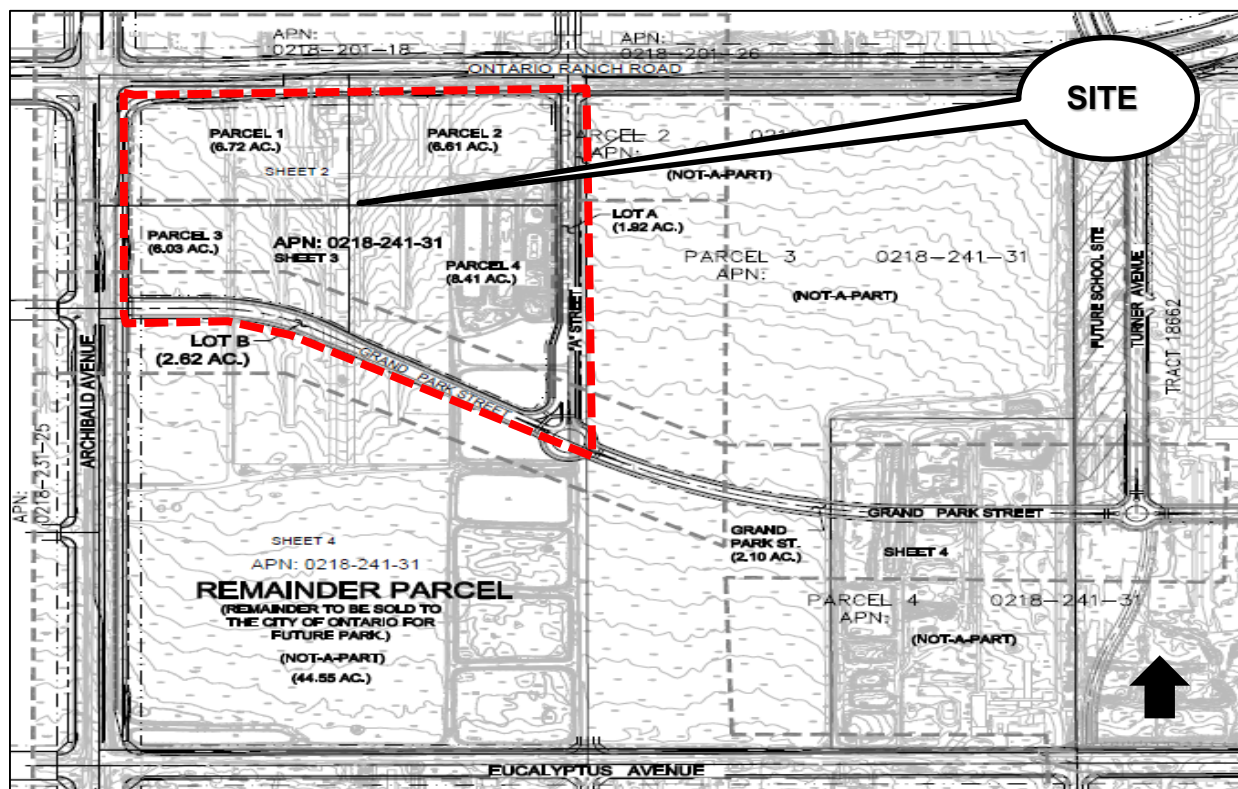 APN:
0218-201-18
APN:
0218-201-26
ONTARIO RANCH ROAD
SITE
PARCEL 1
(6.72 AC.)
PARCEL 2
(6.61 AC.)
SHEET 2
PARCEL 2
APN:
(NOT-A-PART)
LOT A
(1.92 AC.)
PARCEL 3
(6.03 AC.)
APN: 0218-241-31
SHEET 3
PARCEL 4
(8.41 AC.)
PARCEL 3 0218-241-31
APN:
(NOT-A-PART)
"A" STREET
FUTURE SCHOOL SITE
TURNER AVENUE
TRACT 18662
LOT B
(2.62 AC.)
GRAND PARK STREET
ARCHIBALD AVENUE
APN:
0218-231-25
GRAND PARK STREET
GRAND
PARK ST.
(2.10 AC.)
SHEET 4
SHEET 4
APN: 0218-241-31
REMAINDER PARCEL
(REMAINDER TO BE SOLD TO
THE CITY OF ONTARIO FOR
FUTURE PARK.)
(NOT-A-PART)
(44.55 AC.)
PARCEL 4 0218-241-31
APN:
(NOT-A-PART)
EUCALYPTUS AVENUE